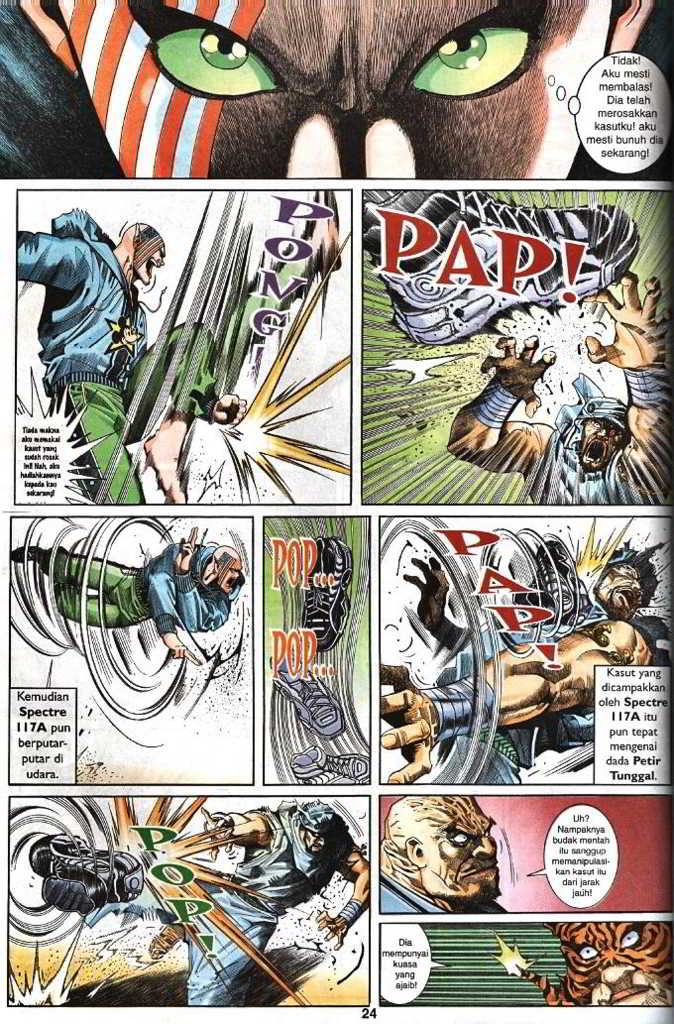 Tidak!
Aku mesti
membalas!
Dia telah
merosakkan
kasutku! aku
mesti bunuh dia
sekarang!
PONG!
Tiada makna
aku memakai
kasut yang
sudah rosak
ini! Nah, aku
hadiahkannya
kepada kau
sekarang!
PAP!
Kemudian
Spectre
117A pun
berputar-
putar di
udara.
POP...
POP...
PAP!
PAP!
Kasut yang
dicampakkan
oleh Spectre
117A itu
pun tepat
mengenai
dada Petir
Tunggal.
POP!
Uh?
Nampaknya
budak mentah
itu sanggup
memanipulasi-
kan kasut itu
dari jarak
jauh!
Dia
mempunyai
kuasa
yang
ajaib!
24